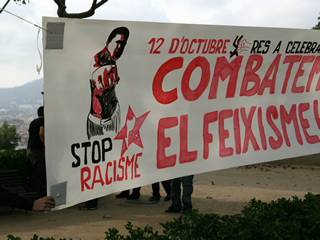 12 D'OCTUBRE RES A CELEBRA
COMBATEM
EL FEIXISME!
STOP
RACISME